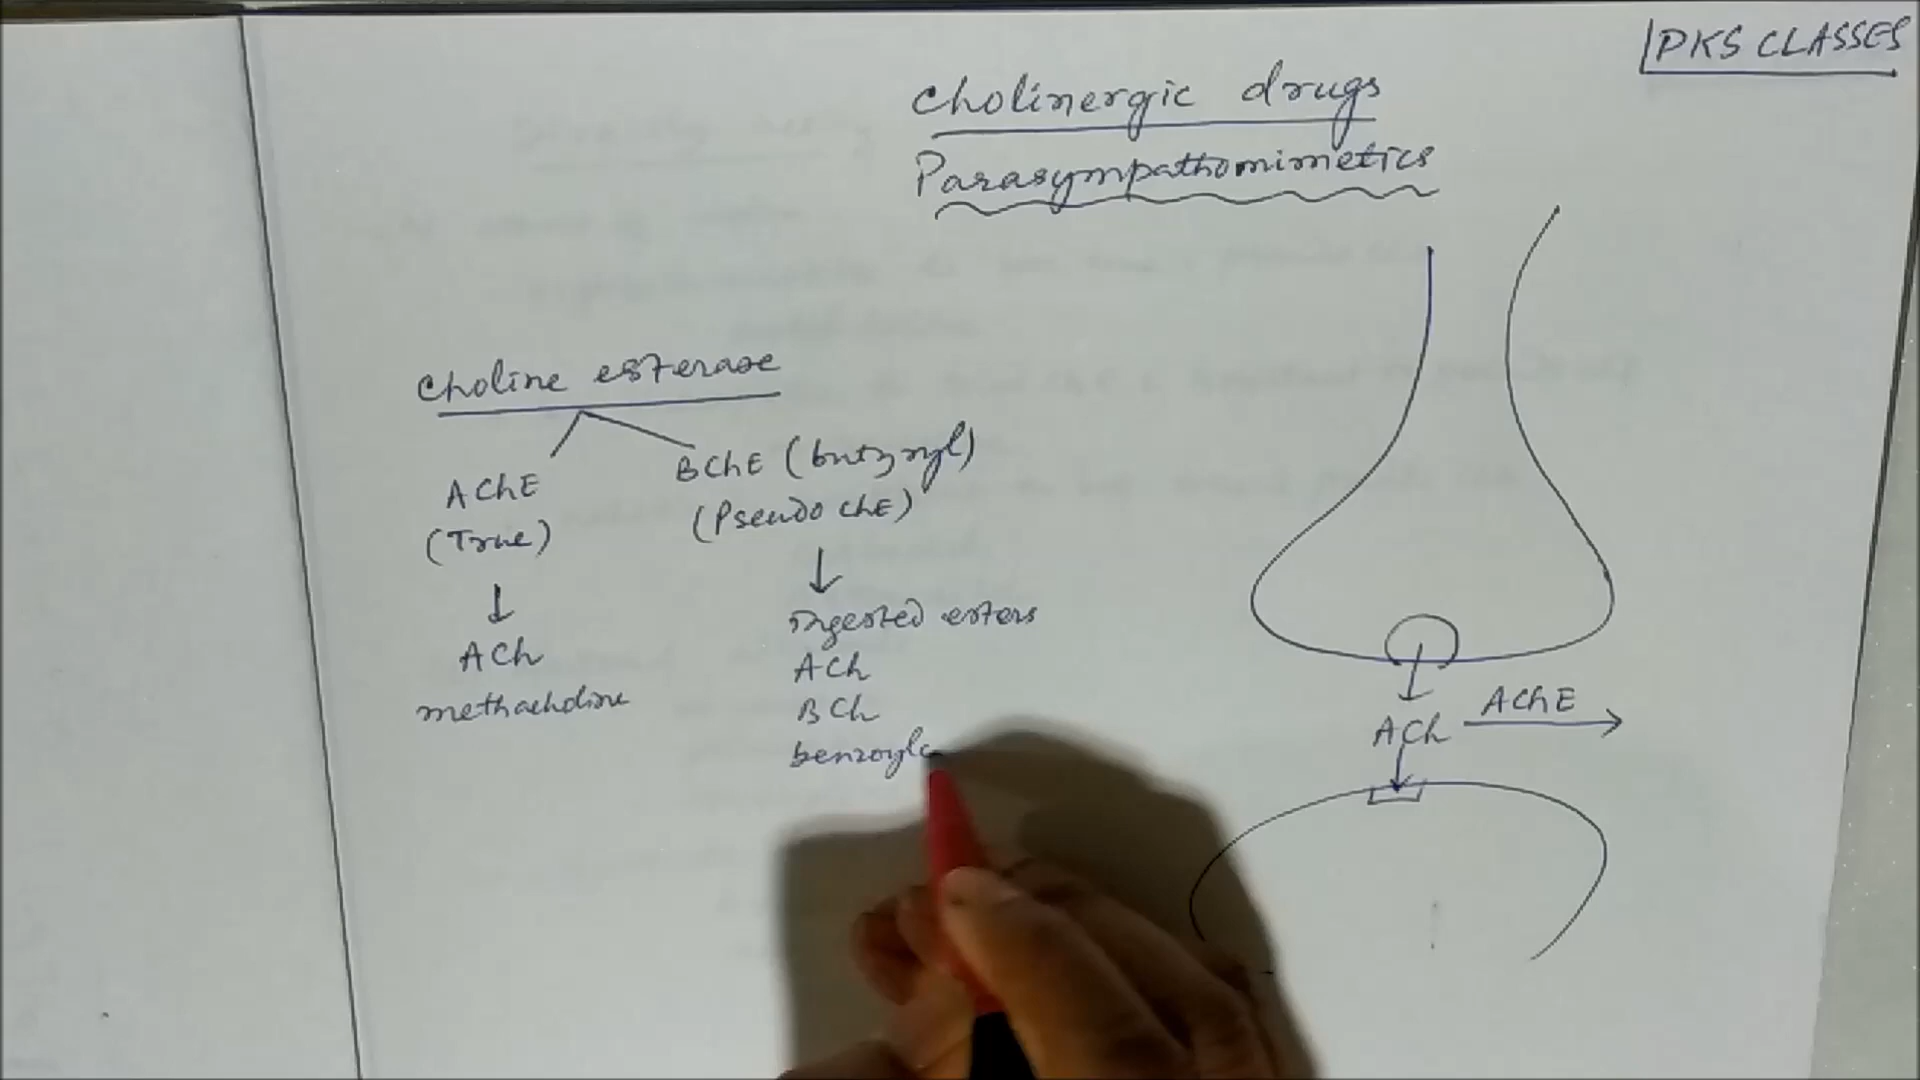 PKS CLASSES
Cholinergic drugs
Parasympathomimetics
Choline esterase
AChE
(True)
ACh
methacholine
BChE (butyryl)
(Pseudo ChE)
ingested esters
ACh
BCh
benzoylc
ACh
AChE